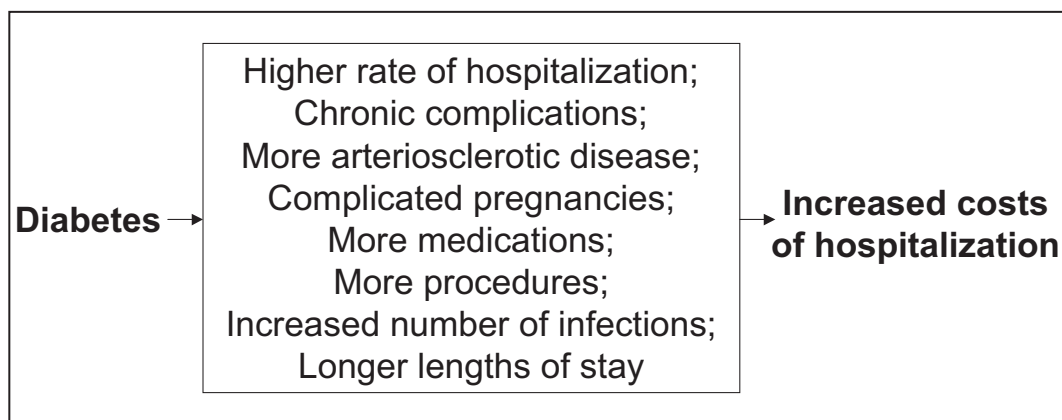 Diabetes
Higher rate of hospitalization;
Chronic complications;
More arteriosclerotic disease;
Complicated pregnancies;
More medications;
More procedures;
Increased number of infections;
Longer lengths of stay
Increased costs
of hospitalization